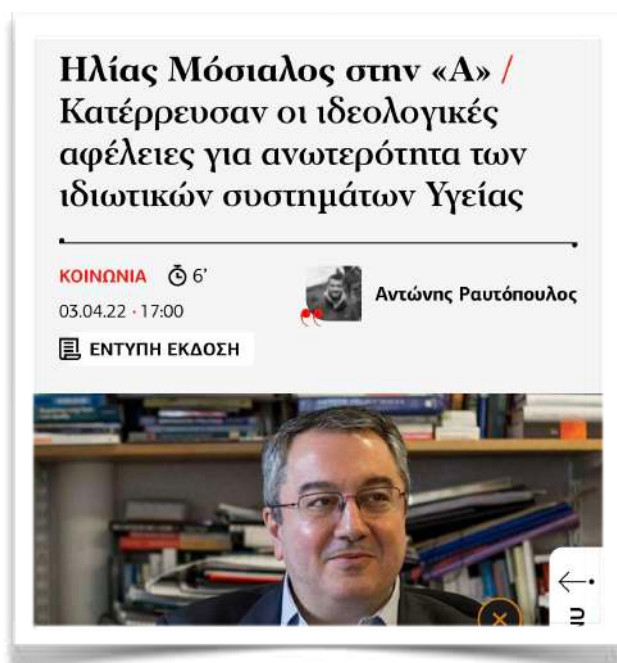 Ηλίας Μόσιαλος στην «Α» /
Κατέρρευσαν οι ιδεολογικές
αφέλειες για ανωτερότητα των
ιδιωτικών συστημάτων Υγείας
ΚΟΙΝΩΝΙΑ 6’
03.04.22 · 17:00
Αντώνης Ραυτόπουλος
ΕΝΤΥΠΗ ΕΚΔΟΣΗ